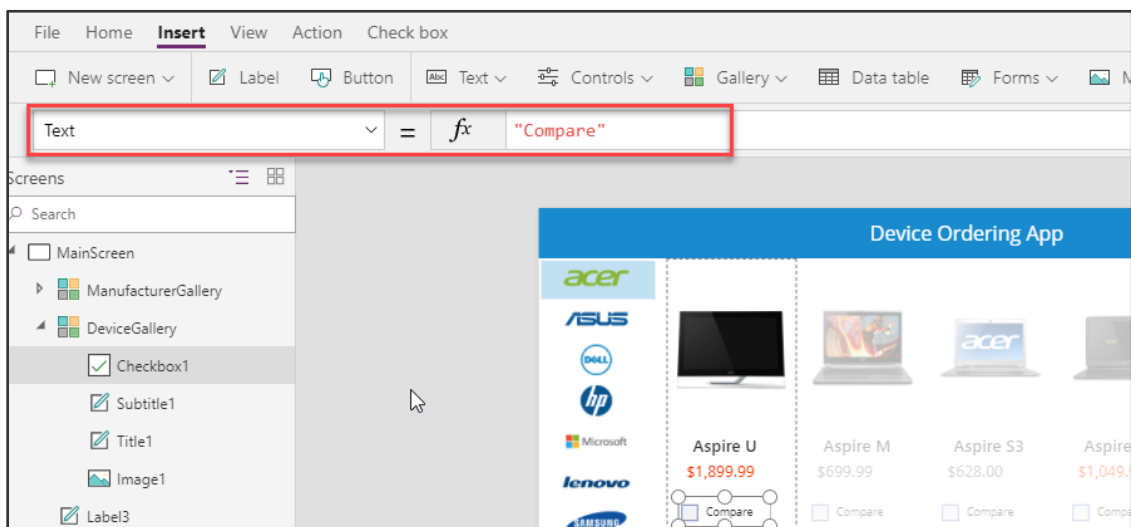 File Home Insert View Action Check box
New screen Label Button Abc Text Controls Gallery Data table Forms
Text = fx "Compare"
Screens
Search
Device Ordering App
MainScreen
ManufacturerGallery
DeviceGallery
Checkbox1
Subtitle1
Title1
Image1
Label3
acer
ASUS
DELL
hp
Microsoft
lenovo
SAMSUNG
acer
Aspire U Aspire M Aspire S3 Aspire
$1,899.99 $699.99 $628.00 $1,049.
Compare Compare Compare